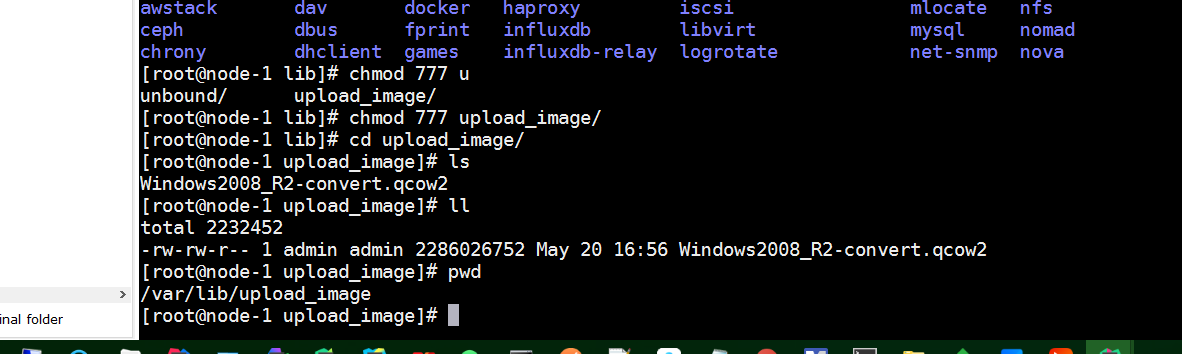 awstack dav docker haproxy iscsi mlocate nfs
ceph dbus fprint influxdb libvirt mysql nomad
chrony dhclient games influxdb-relay logrotate net-snmp nova
[root@node-1 lib]# chmod 777 u
unbound/ upload_image/
[root@node-1 lib]# chmod 777 upload_image/
[root@node-1 lib]# cd upload_image/
[root@node-1 upload_image]# ls
Windows2008_R2-convert.qcow2
[root@node-1 upload_image]# ll
total 2232452
-rw-rw-r-- 1 admin admin 2286026752 May 20 16:56 Windows2008_R2-convert.qcow2
[root@node-1 upload_image]# pwd
/var/lib/upload_image
[root@node-1 upload_image]#
inal folder